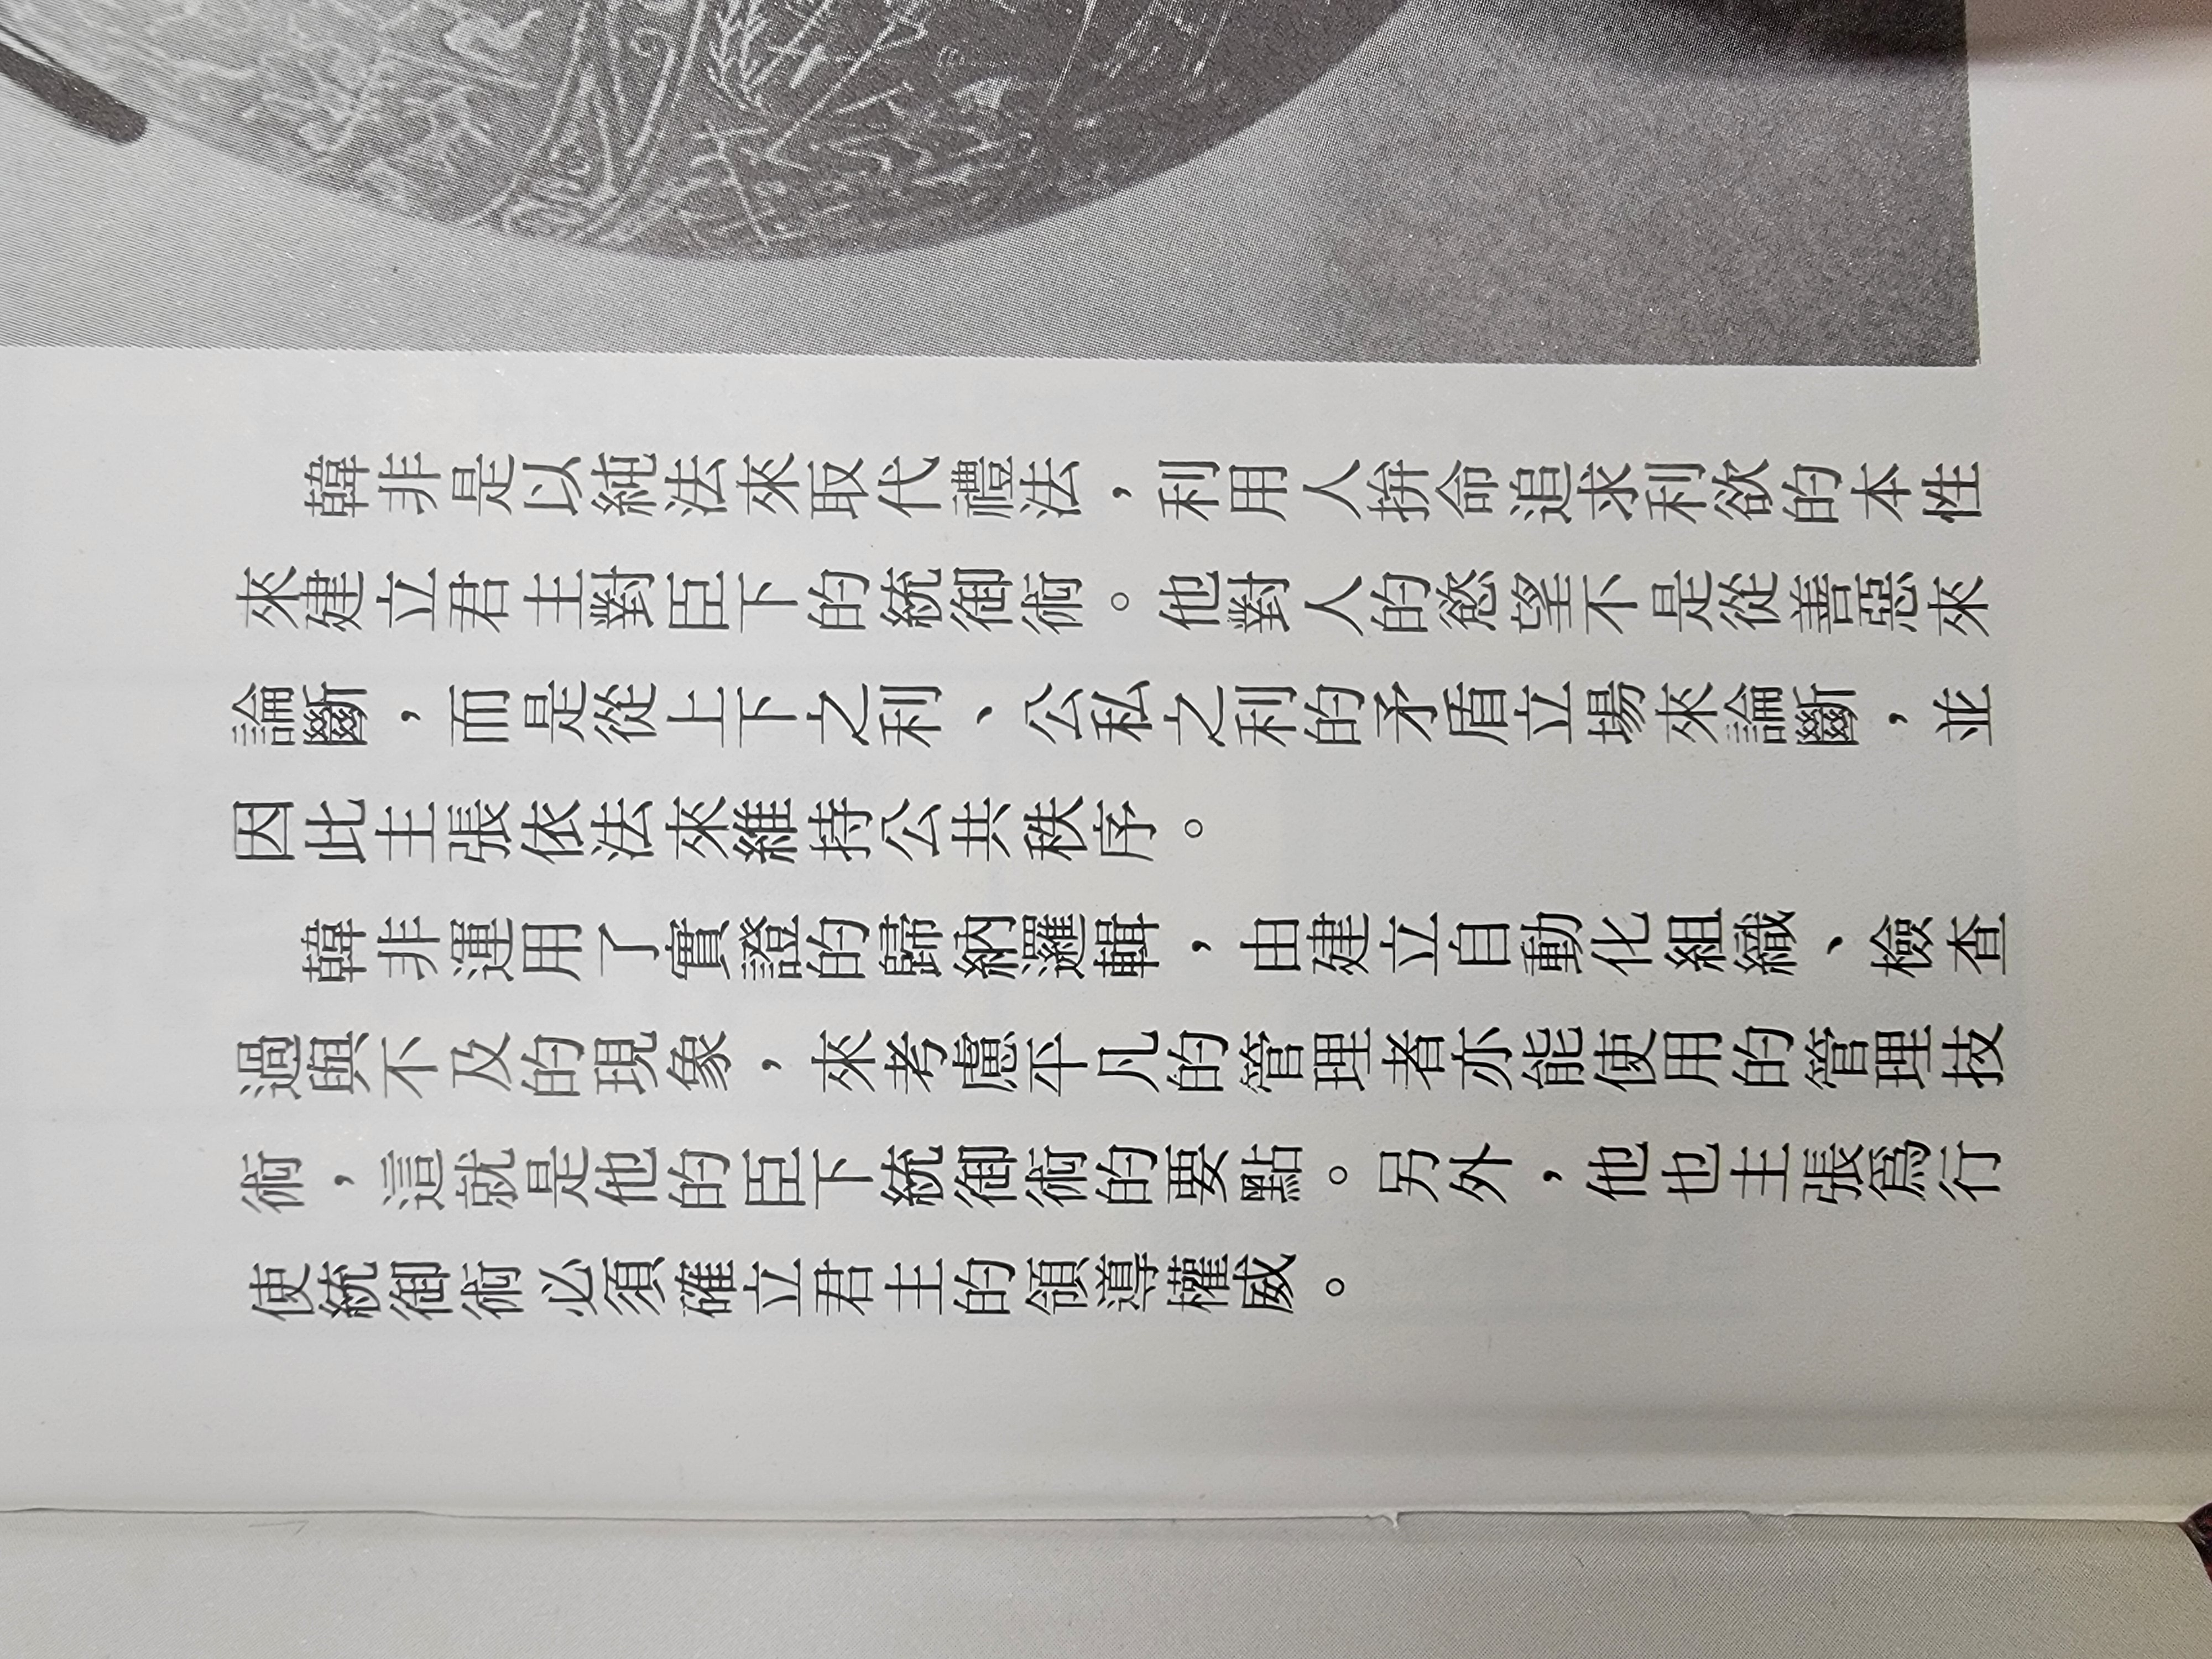 韓非是以純法來取代禮法，利用人拚命追求利欲的本性
來建立君主對臣下的統御術。他對人的慾望不是從善惡來
論斷，而是從上下之利、公私之利的矛盾立場來論斷，並
因此主張依法來維持公共秩序。
韓非運用了實證的歸納邏輯，由建立自動化組織、檢查
過與不及的現象，來考慮平凡的管理者亦能使用的管理技
術，這就是他的臣下統御術的要點。另外，他也主張爲行
使統御術必須確立君主的領導權威。